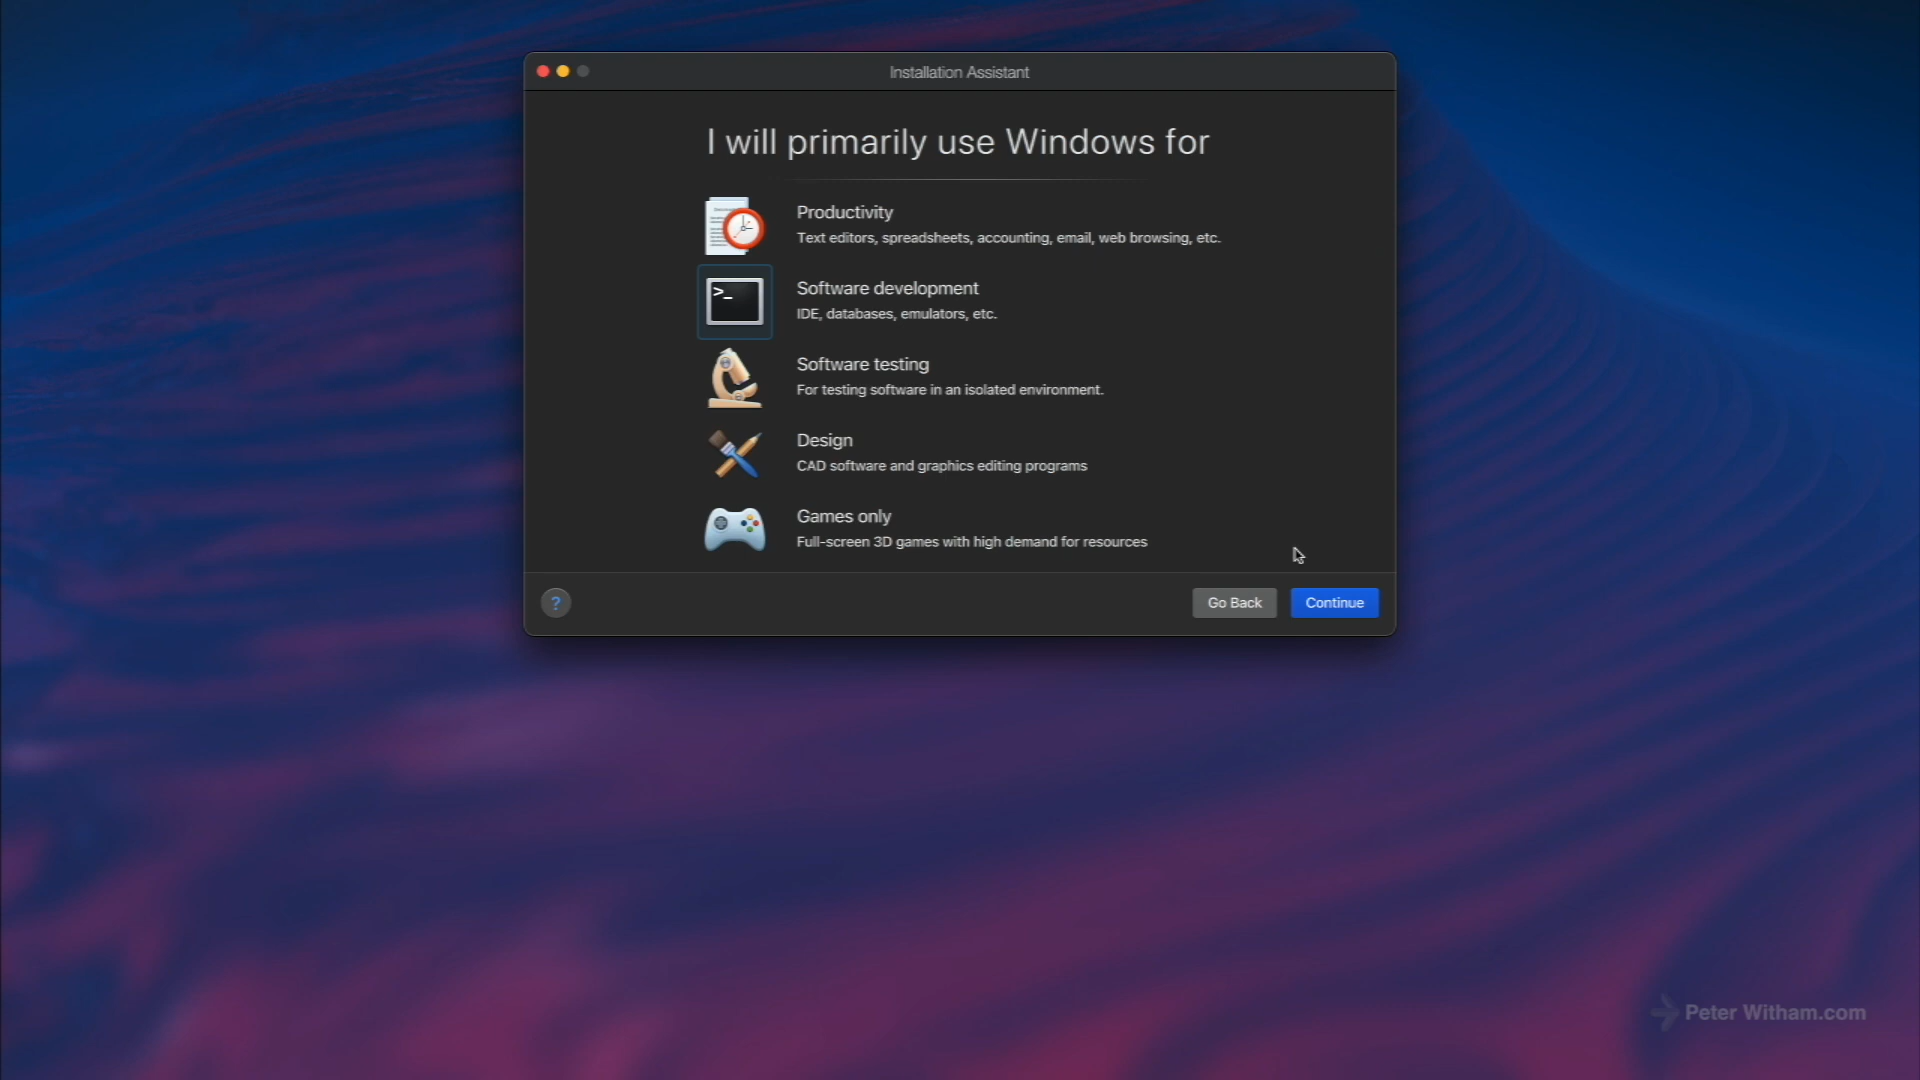 Installation Assistant
I will primarily use Windows for
Productivity
Text editors, spreadsheets, accounting, email, web browsing, etc.
>_
Software development
IDE, databases, emulators, etc.
Software testing
For testing software in an isolated environment.
Design
CAD software and graphics editing programs
Games only
Full-screen 3D games with high demand for resources
?
Go Back
Continue
Peter Witham.com